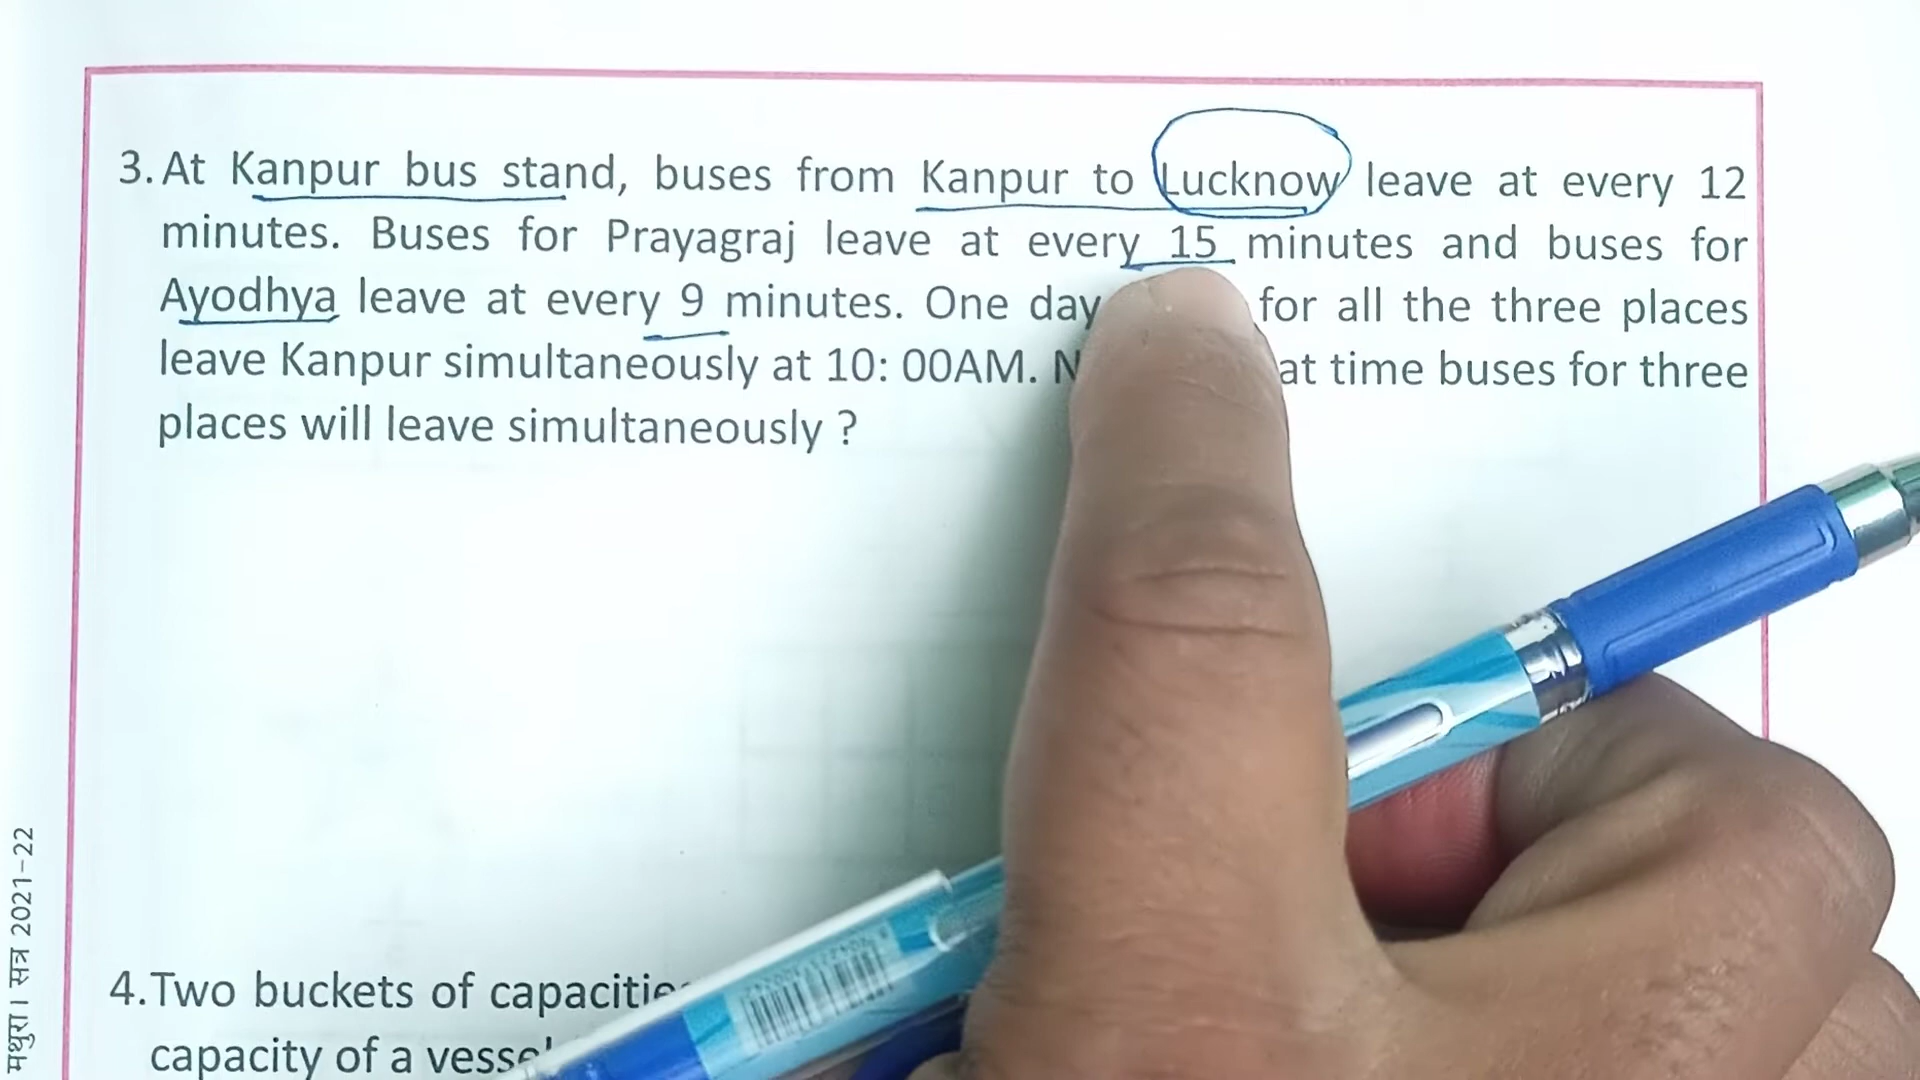 3. At Kanpur bus stand, buses from Kanpur to Lucknow leave at every 12
minutes. Buses for Prayagraj leave at every 15 minutes and buses for
Ayodhya leave at every 9 minutes. One day for all the three places
leave Kanpur simultaneously at 10: 00AM. at time buses for three
places will leave simultaneously ?
4. Two buckets of
capacity of a
मथुरा । सत्र 2021-22